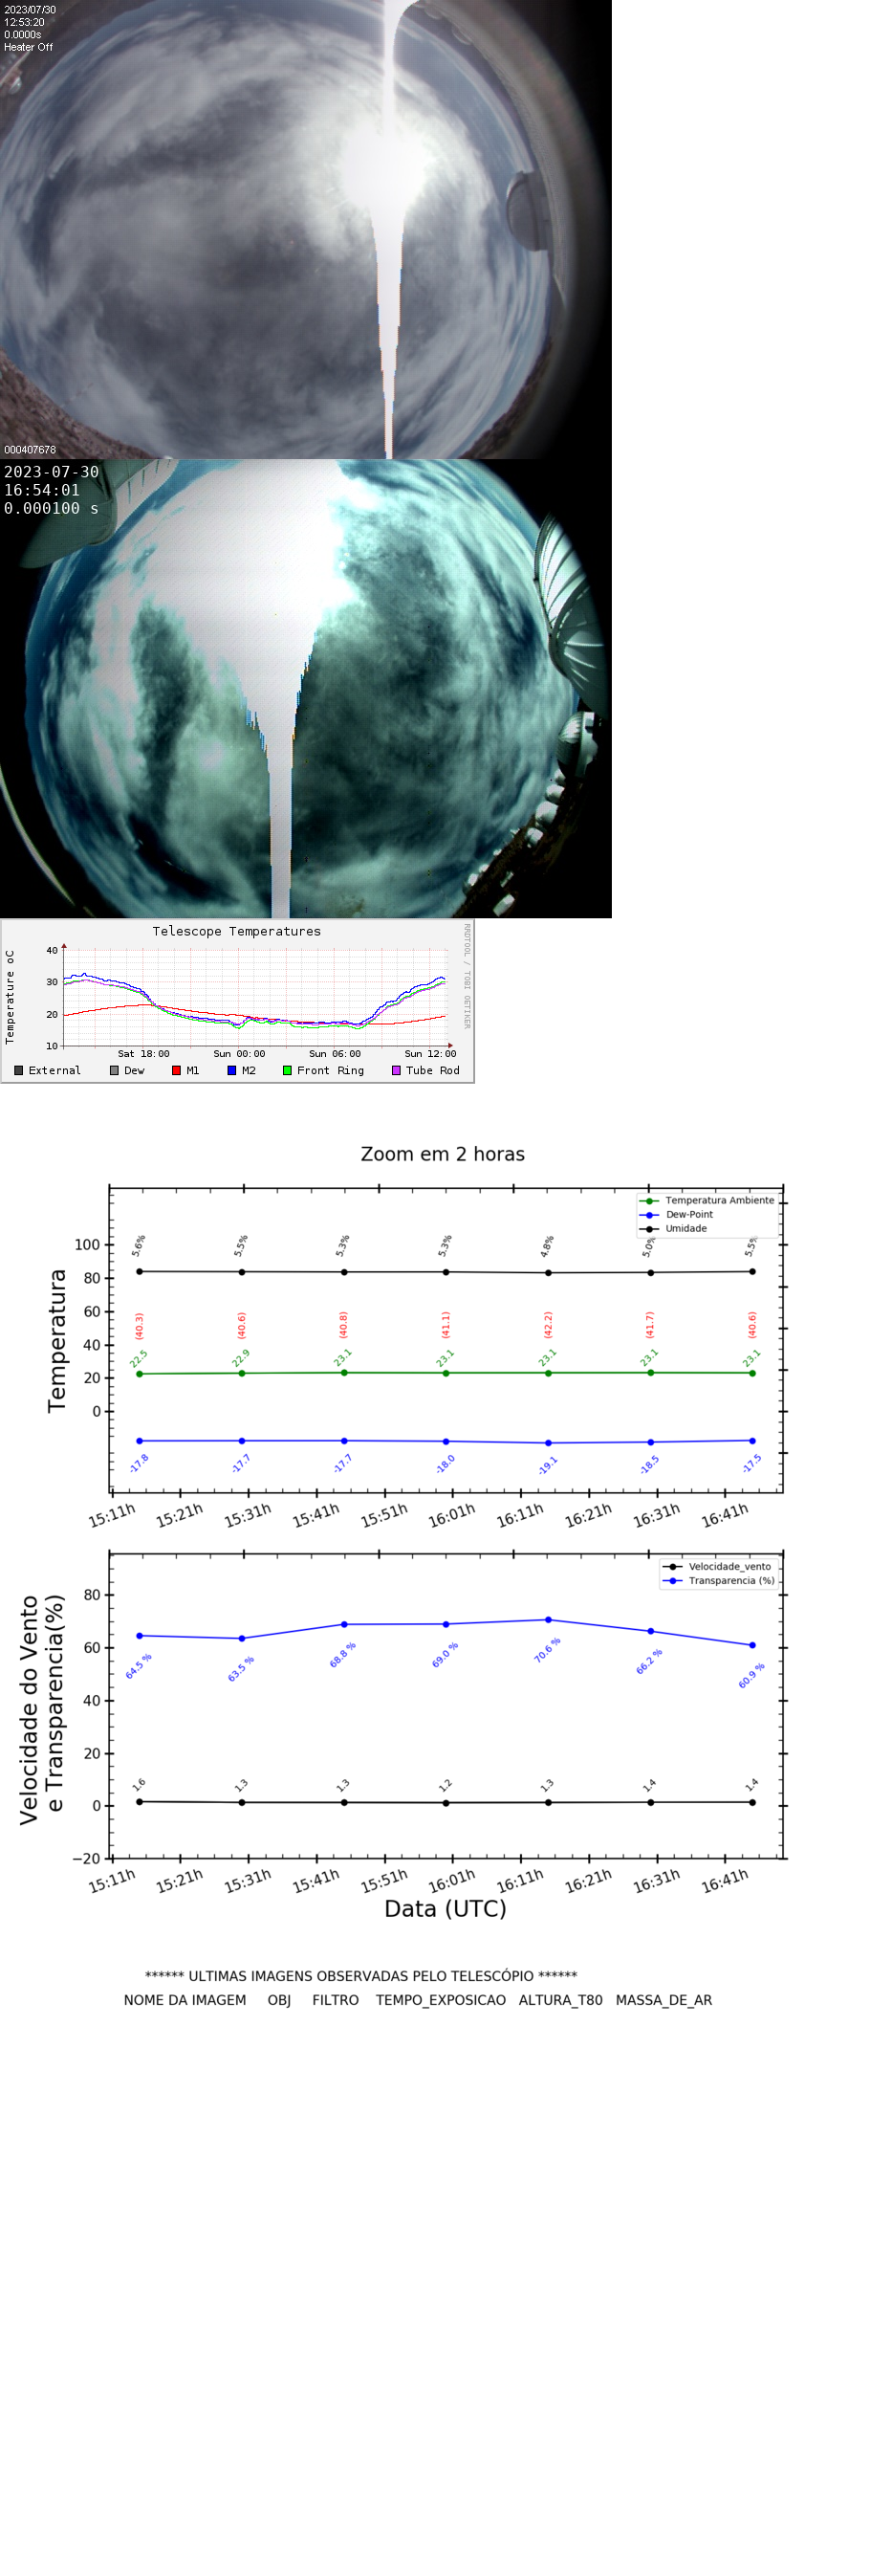 2023/07/30
12:53:20
0.0000s
Heater Off
000407678
2023-07-30
16:54:01
0.000100 s
Telescope Temperatures
Temperature oC
40
30
20
10
Sat 18:00 Sun 00:00 Sun 06:00 Sun 12:00
External Dew M1 M2 Front Ring Tube Rod
RRDTOOL / TOBI OETIKER
Zoom em 2 horas
Temperatura
Temperatura Ambiente
Dew-Point
Umidade
100
80
60
40
20
0
5.6% 5.5% 5.3% 5.3% 4.8% 5.0% 5.5%
(40.3) (40.6) (40.8) (41.1) (42.2) (41.7) (40.6)
22.5 22.9 23.1 23.1 23.1 23.1 23.1
-17.8 -17.7 -17.7 -18.0 -19.1 -18.5 -17.5
15:11h 15:21h 15:31h 15:41h 15:51h 16:01h 16:11h 16:21h 16:31h 16:41h
Velocidade do Vento
e Transparencia(%)
Velocidade_vento
Transparencia (%)
80
60
40
20
0
−20
64.5 % 63.5 % 68.8 % 69.0 % 70.6 % 66.2 % 60.9 %
1.6 1.3 1.3 1.2 1.3 1.4 1.4
15:11h 15:21h 15:31h 15:41h 15:51h 16:01h 16:11h 16:21h 16:31h 16:41h
Data (UTC)
****** ULTIMAS IMAGENS OBSERVADAS PELO TELESCÓPIO ******
NOME DA IMAGEM OBJ FILTRO TEMPO_EXPOSICAO ALTURA_T80 MASSA_DE_AR